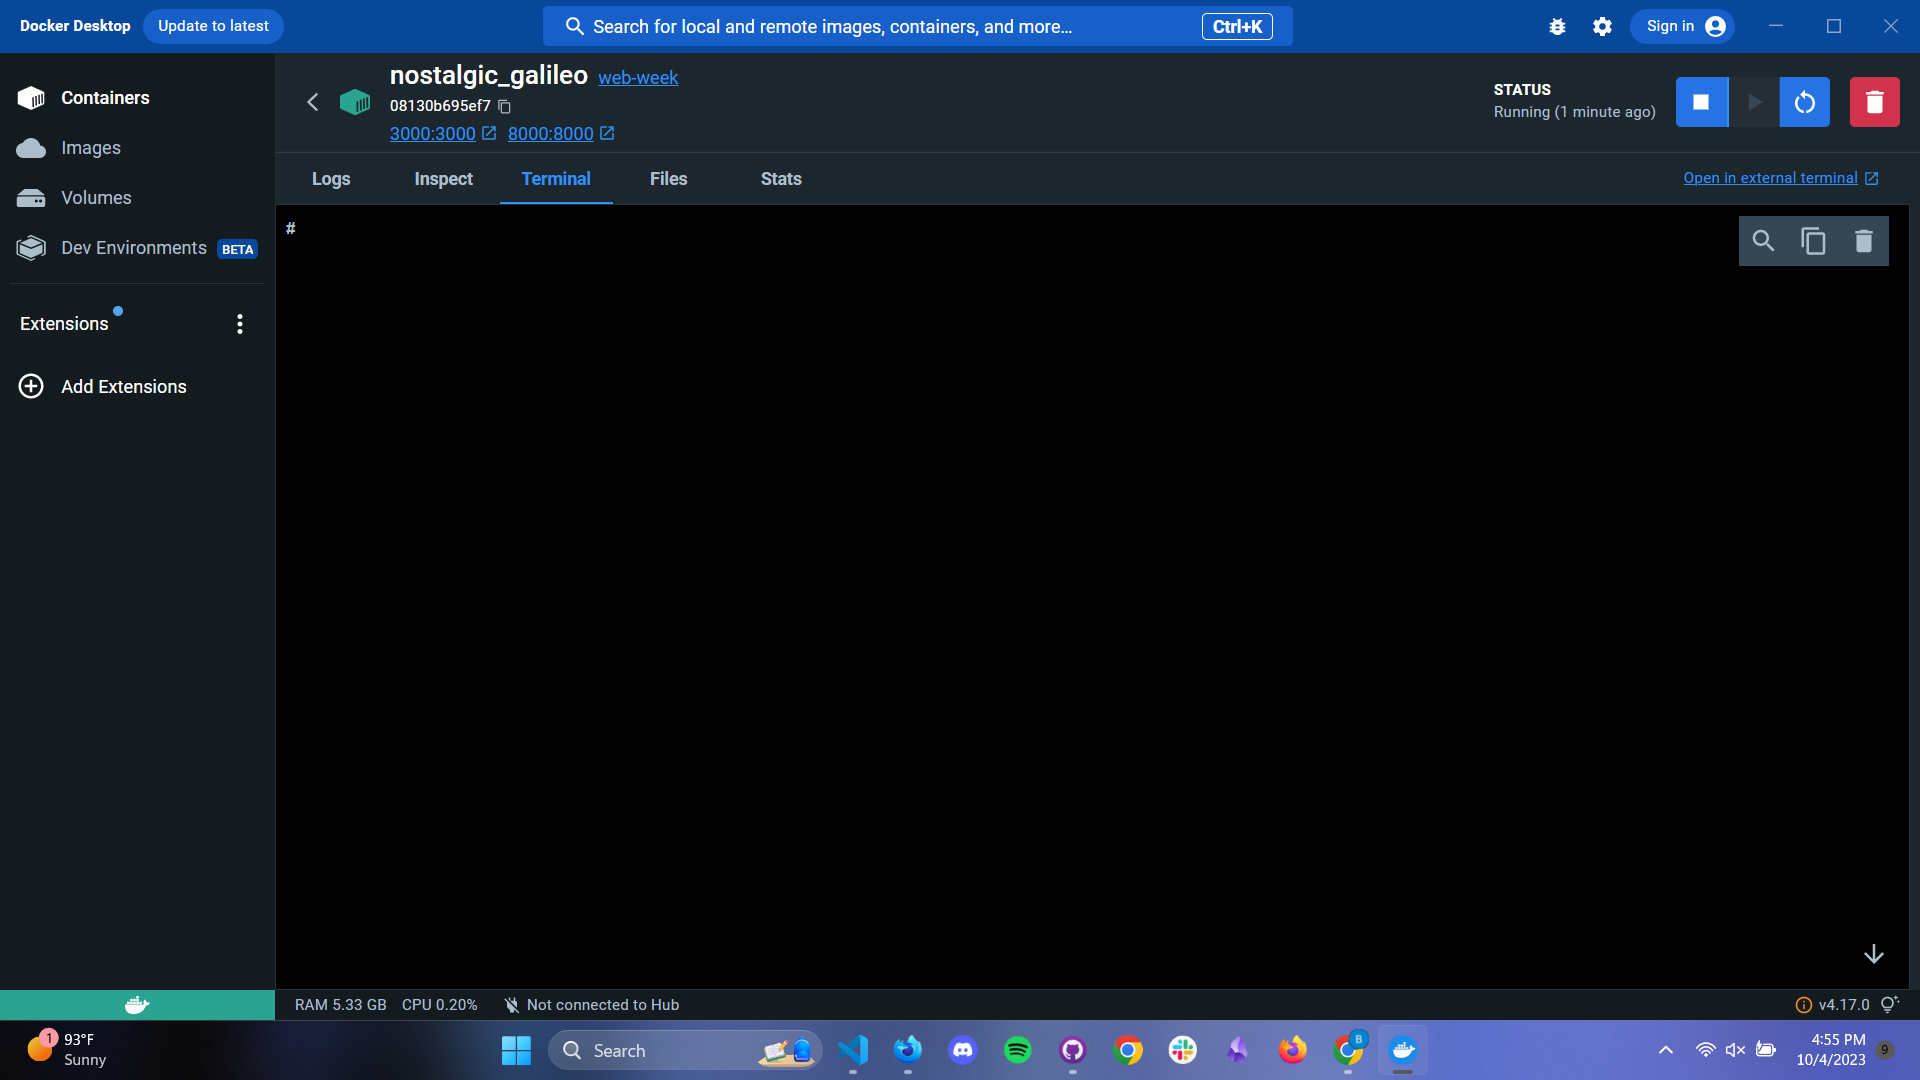 Docker Desktop
Update to latest
Search for local and remote images, containers, and more...
Ctrl+K
Sign in
Containers
Images
Volumes
Dev Environments BETA
Extensions
Add Extensions
nostalgic_galileo web-week
08130b695ef7
3000:3000 8000:8000
STATUS
Running (1 minute ago)
Logs Inspect Terminal Files Stats
Open in external terminal
#
RAM 5.33 GB CPU 0.20% Not connected to Hub
v4.17.0
1
93°F
Sunny
Search
B
4:55 PM
10/4/2023
9